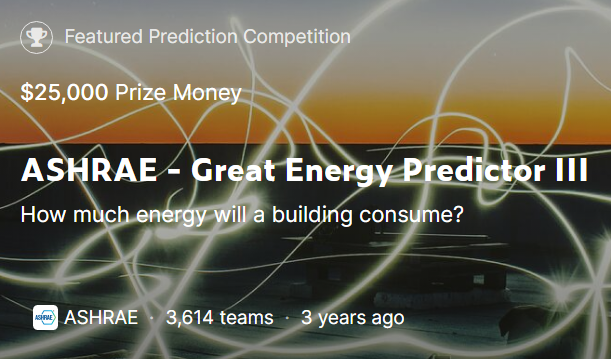 Featured Prediction Competition
$25,000 Prize Money
ASHRAE - Great Energy Predictor III
How much energy will a building consume?
ASHRAE ASHRAE · 3,614 teams · 3 years ago